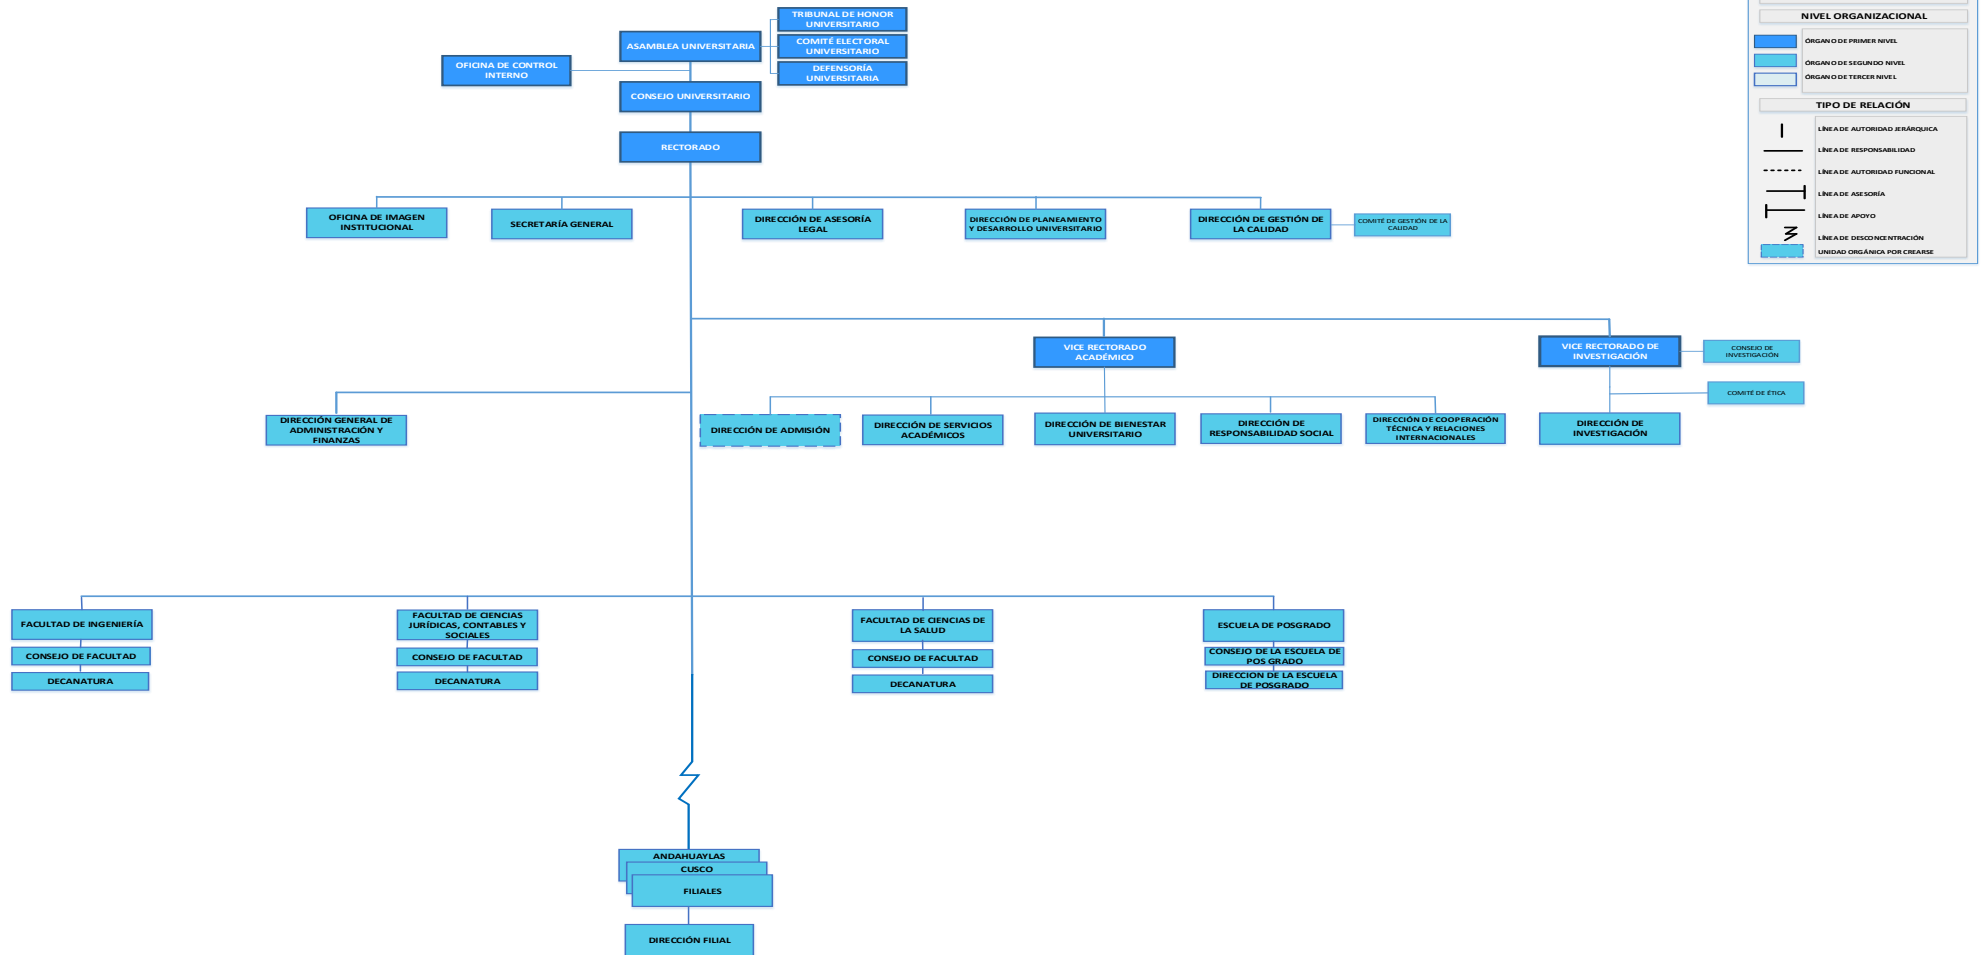 TRIBUNAL DE HONOR
UNIVERSITARIO
ASAMBLEA UNIVERSITARIA
COMITÉ ELECTORAL
UNIVERSITARIO
OFICINA DE CONTROL
INTERNO
DEFENSORÍA
UNIVERSITARIA
CONSEJO UNIVERSITARIO
RECTORADO
NIVEL ORGANIZACIONAL
ÓRGANO DE PRIMER NIVEL
ÓRGANO DE SEGUNDO NIVEL
ÓRGANO DE TERCER NIVEL
TIPO DE RELACIÓN
LÍNEA DE AUTORIDAD JERÁRQUICA
LÍNEA DE RESPONSABILIDAD
LÍNEA DE AUTORIDAD FUNCIONAL
LÍNEA DE ASESORÍA
LÍNEA DE APOYO
LÍNEA DE DESCONCENTRACIÓN
UNIDAD ORGÁNICA POR CREARSE
OFICINA DE IMAGEN
INSTITUCIONAL
SECRETARÍA GENERAL
DIRECCIÓN DE ASESORÍA
LEGAL
DIRECCIÓN DE PLANEAMIENTO
Y DESARROLLO UNIVERSITARIO
DIRECCIÓN DE GESTIÓN DE
LA CALIDAD
COMITÉ DE GESTIÓN DE LA
CALIDAD
VICE RECTORADO
ACADÉMICO
VICE RECTORADO DE
INVESTIGACIÓN
CONSEJO DE
INVESTIGACIÓN
COMITÉ DE ÉTICA
DIRECCIÓN GENERAL DE
ADMINISTRACIÓN Y
FINANZAS
DIRECCIÓN DE ADMISIÓN
DIRECCIÓN DE SERVICIOS
ACADÉMICOS
DIRECCIÓN DE BIENESTAR
UNIVERSITARIO
DIRECCIÓN DE
RESPONSABILIDAD SOCIAL
DIRECCIÓN DE COOPERACIÓN
TÉCNICA Y RELACIONES
INTERNACIONALES
DIRECCIÓN DE
INVESTIGACIÓN
FACULTAD DE INGENIERÍA
CONSEJO DE FACULTAD
DECANATURA
FACULTAD DE CIENCIAS
JURÍDICAS, CONTABLES Y
SOCIALES
CONSEJO DE FACULTAD
DECANATURA
FACULTAD DE CIENCIAS DE
LA SALUD
CONSEJO DE FACULTAD
DECANATURA
ESCUELA DE POSGRADO
CONSEJO DE LA ESCUELA DE
POS GRADO
DIRECCION DE LA ESCUELA
DE POSGRADO
ANDAHUAYLAS
CUSCO
FILIALES
DIRECCIÓN FILIAL